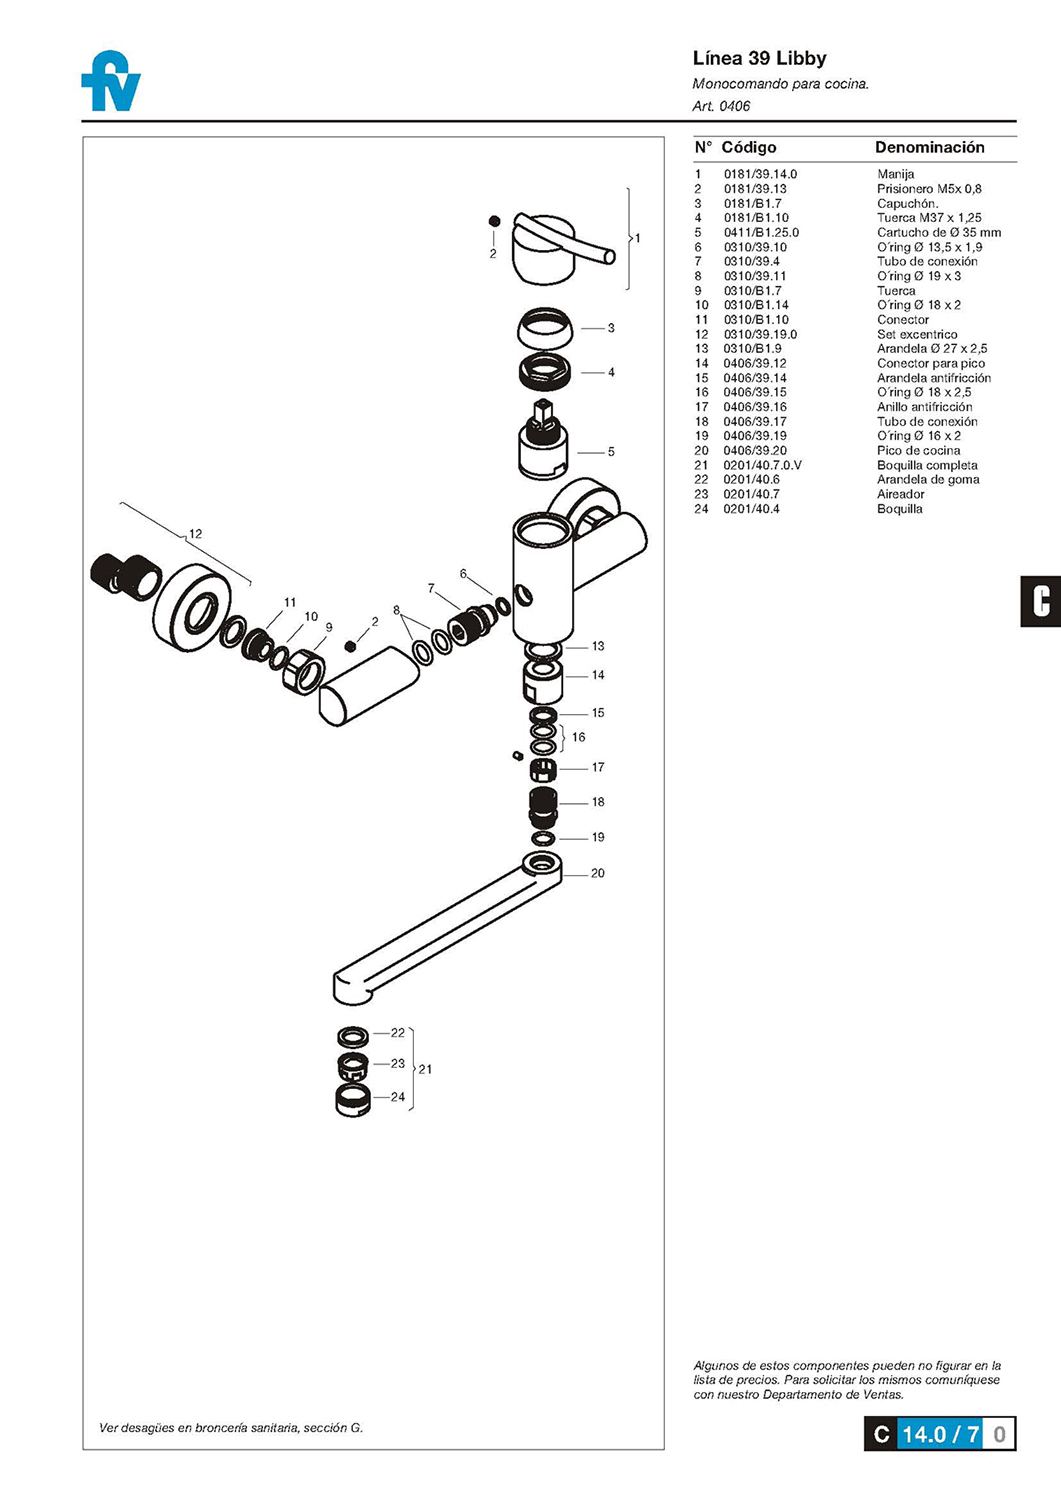 fv
Línea 39 Libby
Monocomando para cocina.
Art. 0406
N° Código Denominación
1 0181/39.14.0 Manija
2 0181/39.13 Prisionero M5x 0,8
3 0181/B1.7 Capuchón.
4 0181/B1.10 Tuerca M37 x 1,25
5 0411/B1.25.0 Cartucho de Ø 35 mm
6 0310/39.10 O´ring Ø 13,5 x 1,9
7 0310/39.4 Tubo de conexión
8 0310/39.11 O´ring Ø 19 x 3
9 0310/B1.7 Tuerca
10 0310/B1.14 O´ring Ø 18 x 2
11 0310/B1.10 Conector
12 0310/39.19.0 Set excentrico
13 0310/B1.9 Arandela Ø 27 x 2,5
14 0406/39.12 Conector para pico
15 0406/39.14 Arandela antifricción
16 0406/39.15 O´ring Ø 18 x 2,5
17 0406/39.16 Anillo antifricción
18 0406/39.17 Tubo de conexión
19 0406/39.19 O´ring Ø 16 x 2
20 0406/39.20 Pico de cocina
21 0201/40.7.0.V Boquilla completa
22 0201/40.6 Arandela de goma
23 0201/40.7 Aireador
24 0201/40.4 Boquilla
1
2
3
4
5
12
6
7
8
11
10
9
2
13
14
15
16
17
18
19
20
22
23
21
24
C
Algunos de estos componentes pueden no figurar en la
lista de precios. Para solicitar los mismos comuníquese
con nuestro Departamento de Ventas.
Ver desagües en broncería sanitaria, sección G.
C 14.0 / 7 0